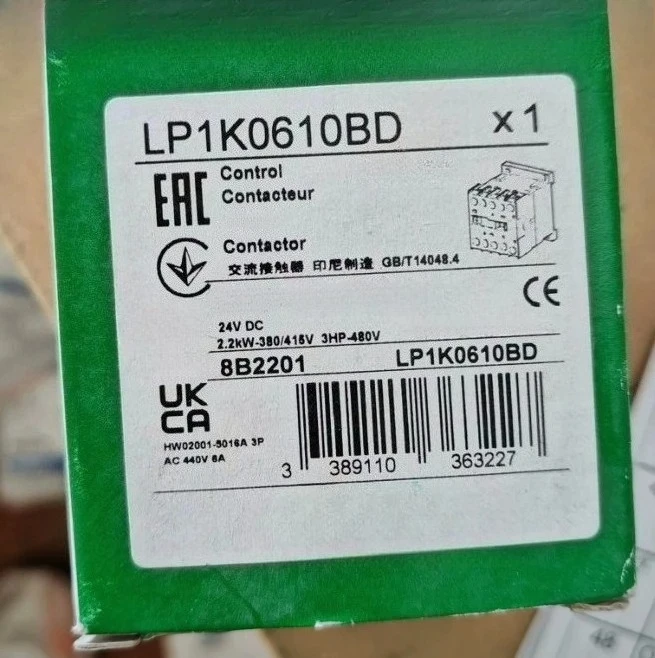 LP1K0610BD x 1
EAC Control
Contacteur
Contactor
交流接触器 印尼制造 GB/T14048.4
CE
24V DC
2.2kW-380/415V 3HP-480V
8B2201 LP1K0610BD
UK
CA
HW02001-5016A 3P
AC 440V 6A
3 389110 363227